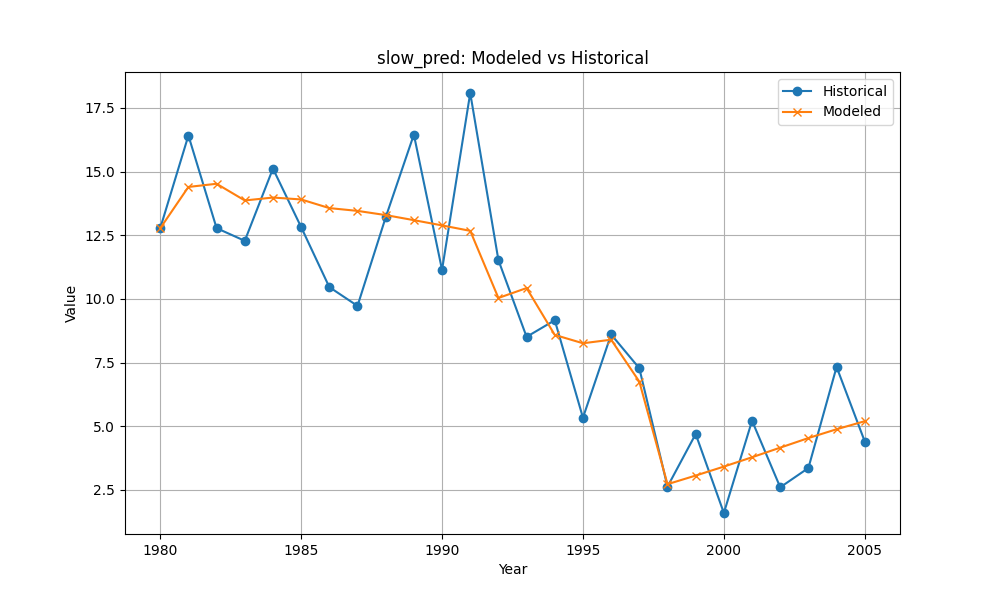 slow_pred: Modeled vs Historical
Historical
Modeled
17.5
15.0
12.5
10.0
7.5
5.0
2.5
Value
1980
1985
1990
1995
2000
2005
Year